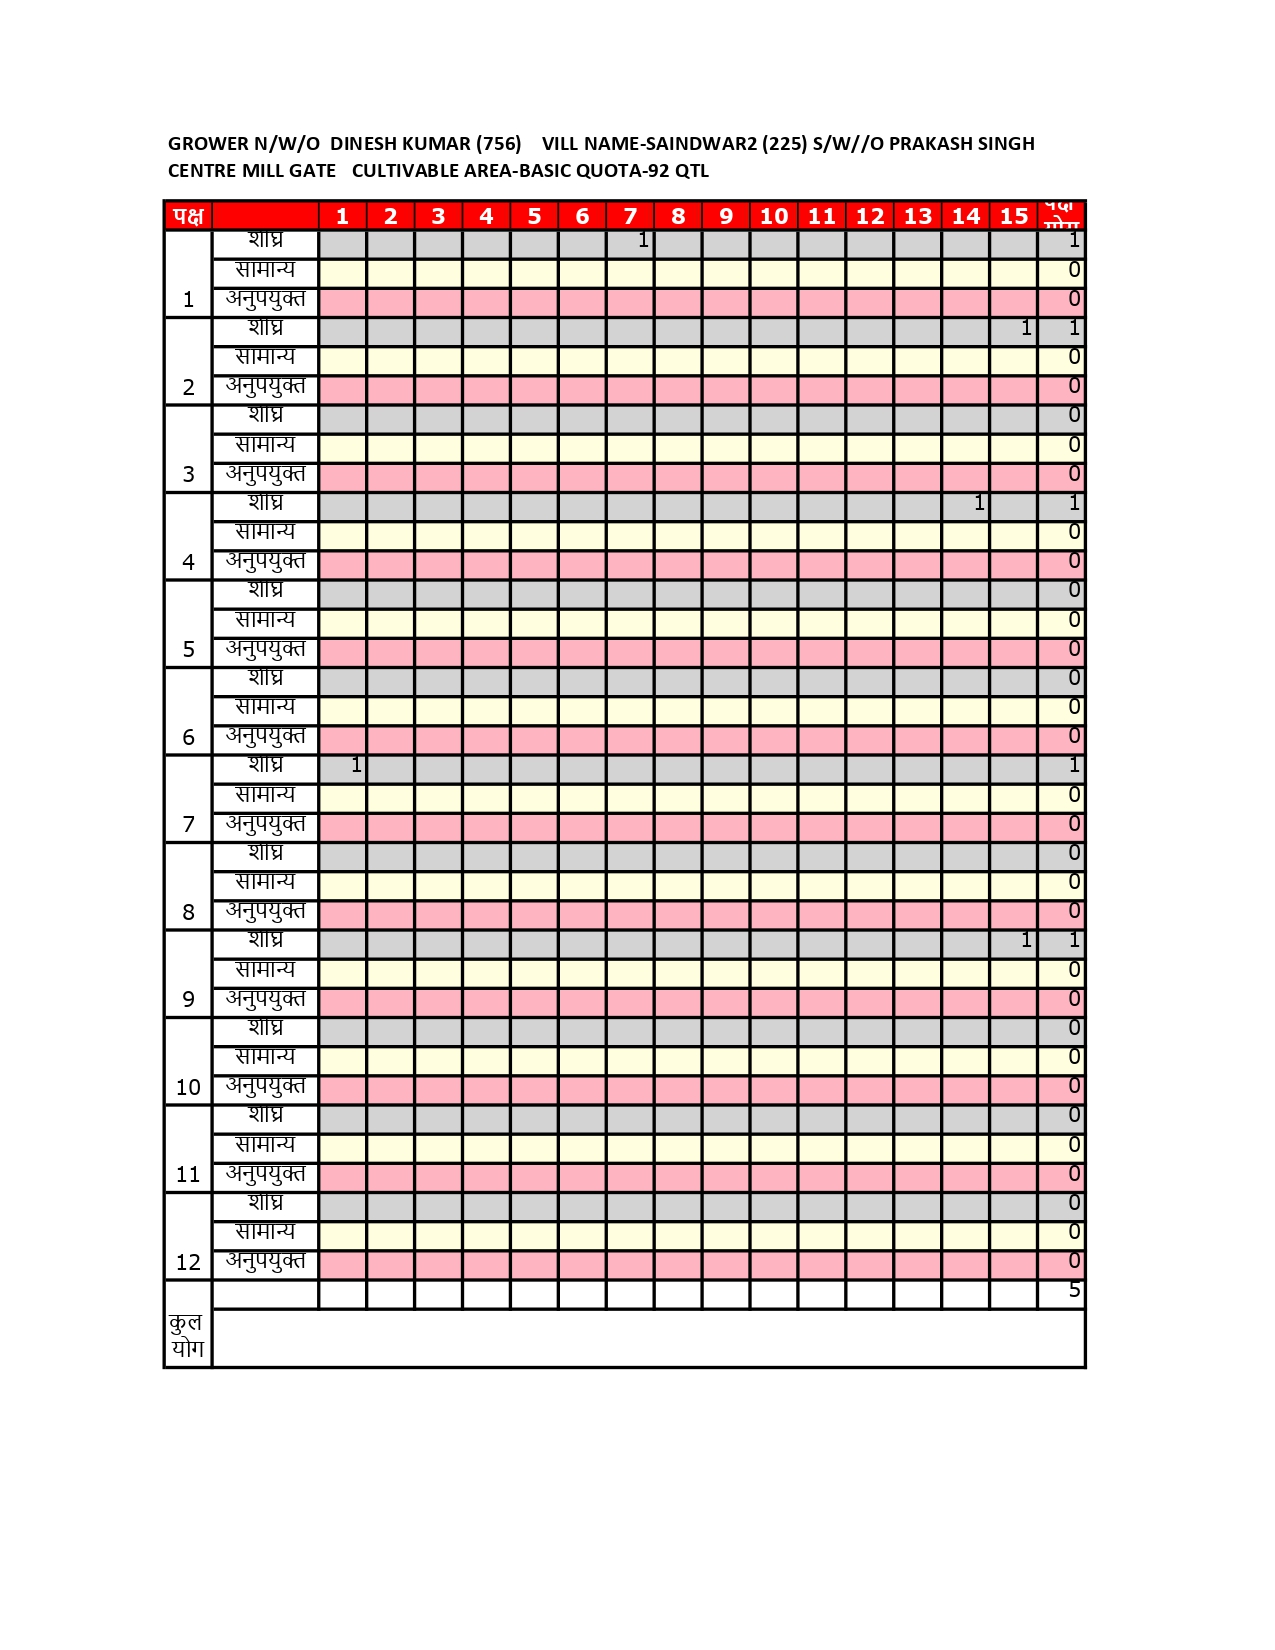 GROWER N/W/O DINESH KUMAR (756) VILL NAME-SAINDWAR2 (225) S/W//O PRAKASH SINGH
CENTRE MILL GATE CULTIVABLE AREA-BASIC QUOTA-92 QTL
पक्ष 1 2 3 4 5 6 7 8 9 10 11 12 13 14 15 पक्ष योग
शीघ्र 1 1
सामान्य 0
1 अनुपयुक्त 0
शीघ्र 1 1
सामान्य 0
2 अनुपयुक्त 0
शीघ्र 0
सामान्य 0
3 अनुपयुक्त 0
शीघ्र 1 1
सामान्य 0
4 अनुपयुक्त 0
शीघ्र 0
सामान्य 0
5 अनुपयुक्त 0
शीघ्र 0
सामान्य 0
6 अनुपयुक्त 0
शीघ्र 1 1
सामान्य 0
7 अनुपयुक्त 0
शीघ्र 0
सामान्य 0
8 अनुपयुक्त 0
शीघ्र 1 1
सामान्य 0
9 अनुपयुक्त 0
शीघ्र 0
सामान्य 0
10 अनुपयुक्त 0
शीघ्र 0
सामान्य 0
11 अनुपयुक्त 0
शीघ्र 0
सामान्य 0
12 अनुपयुक्त 0
5
कुल
योग